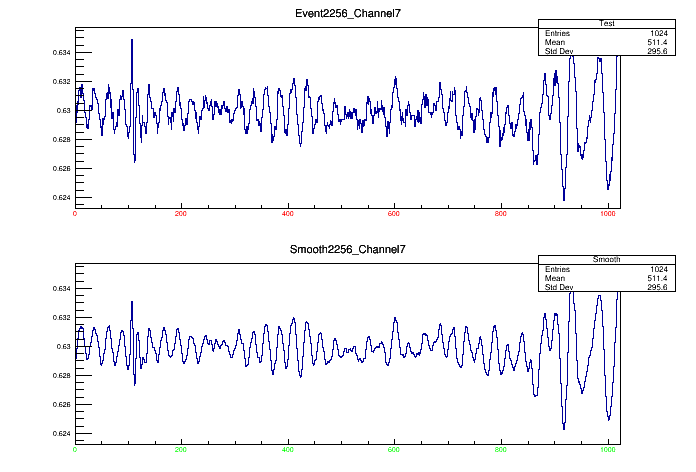 Event2256_Channel7
Test
Entries 1024
Mean 511.4
Std Dev 295.6
0.634
0.632
0.63
0.628
0.626
0.624
0 200 400 600 800 1000
Smooth2256_Channel7
Smooth
Entries 1024
Mean 511.4
Std Dev 295.6
0.634
0.632
0.63
0.628
0.626
0.624
0 200 400 600 800 1000